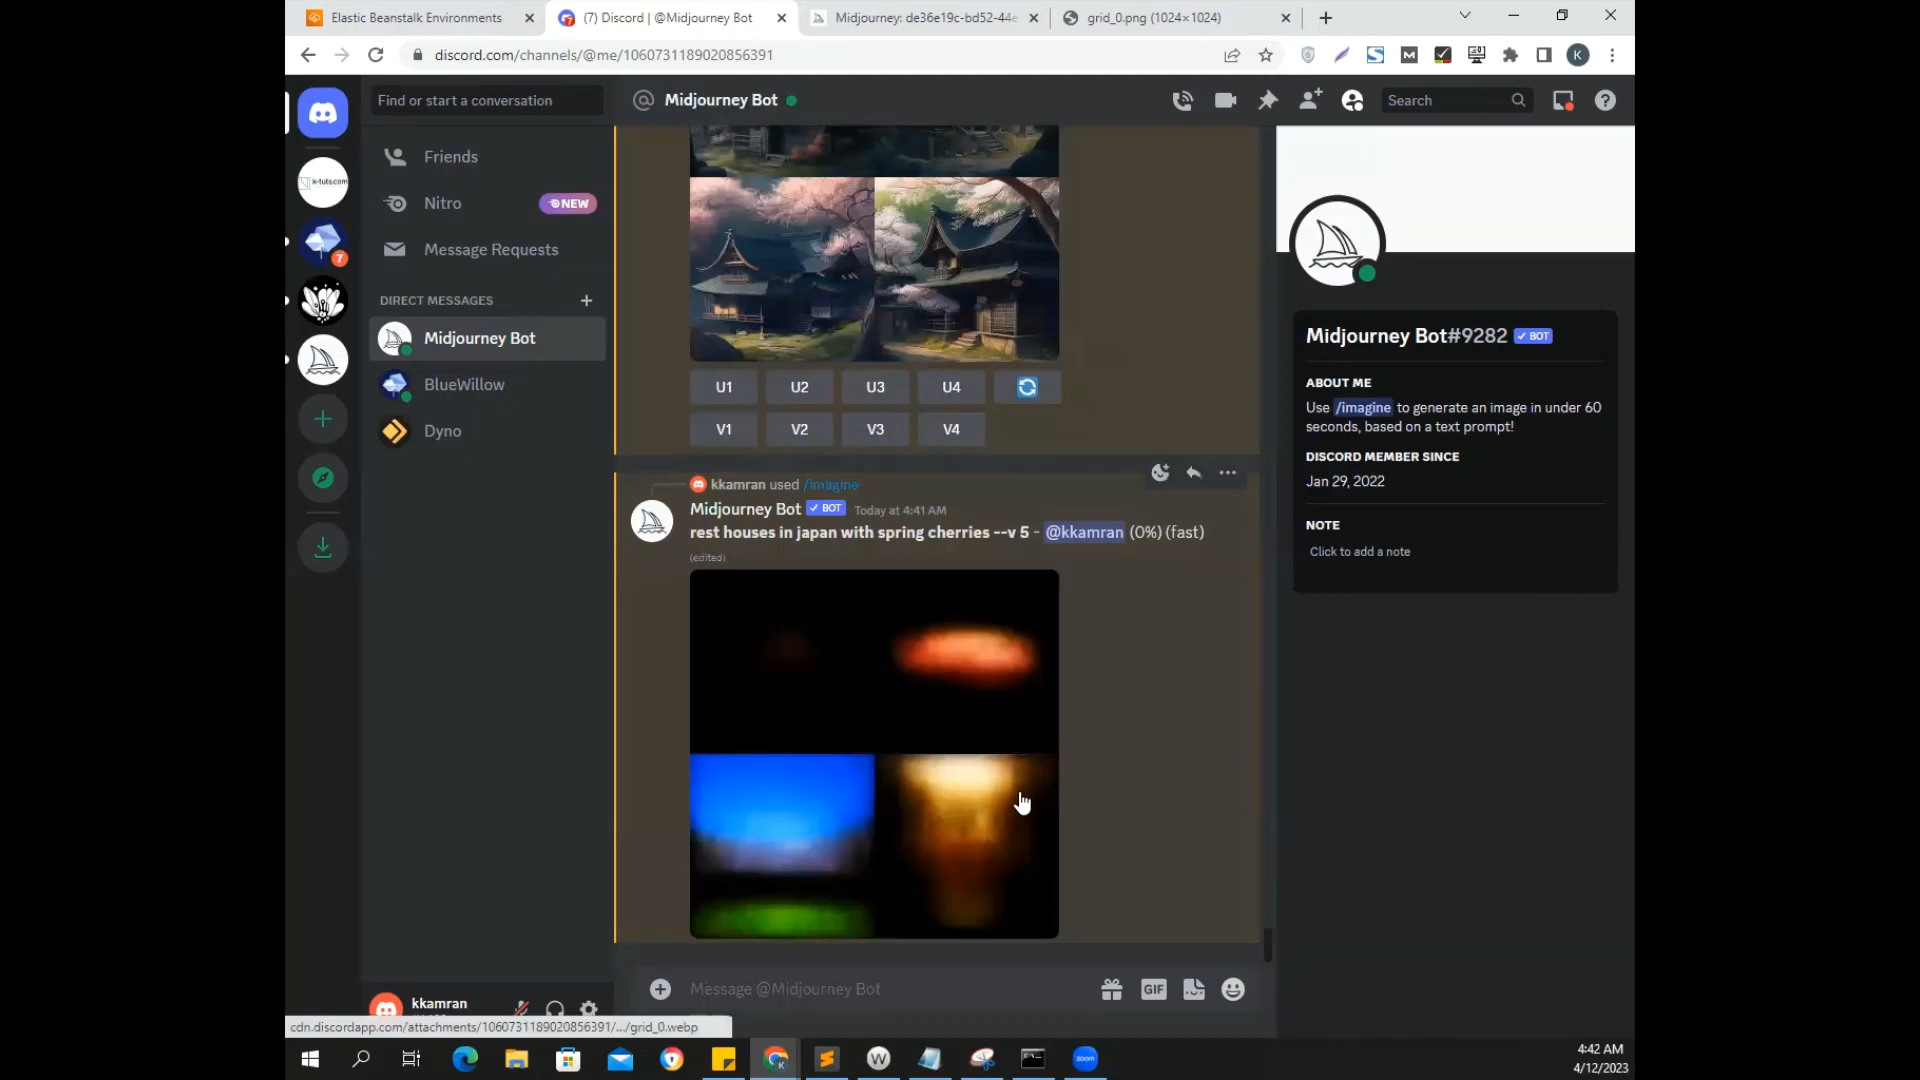 Elastic Beanstalk Environments
(7) Discord | @Midjourney Bot
Midjourney: de36e19c-bd52-44e
grid_0.png (1024×1024)
discord.com/channels/@me/1060731189020856391
K
Find or start a conversation
Midjourney Bot
Search
k-tuts.com
Friends
Nitro
NEW
Message Requests
7
DIRECT MESSAGES
Midjourney Bot
BlueWillow
Dyno
U1
U2
U3
U4
V1
V2
V3
V4
kkamran used /imagine
Midjourney Bot
BOT
Today at 4:41 AM
rest houses in japan with spring cherries --v 5 - @kkamran (0%) (fast)
(edited)
Message @Midjourney Bot
GIF
Midjourney Bot#9282
BOT
ABOUT ME
Use /imagine to generate an image in under 60
seconds, based on a text prompt!
DISCORD MEMBER SINCE
Jan 29, 2022
NOTE
Click to add a note
kkamran
cdn.discordapp.com/attachments/1060731189020856391/.../grid_0.webp
zoom
4:42 AM
4/12/2023